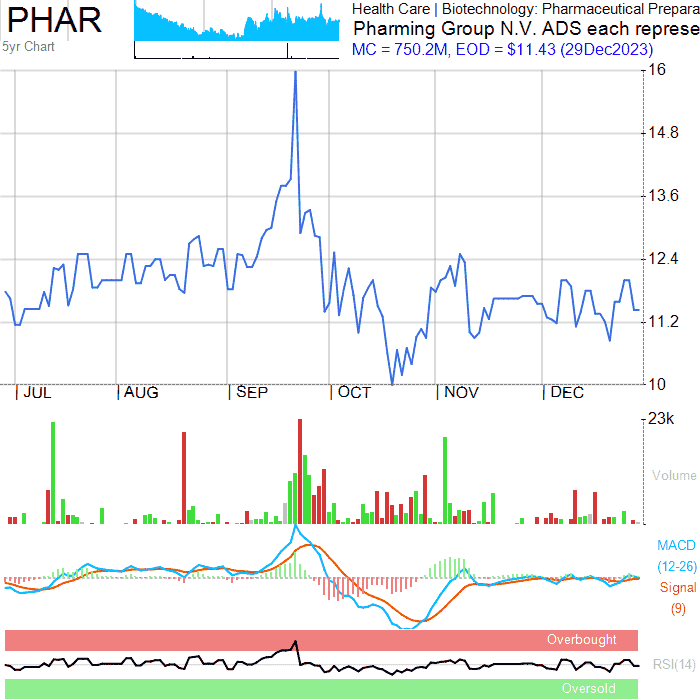 PHAR
5yr Chart
Health Care | Biotechnology: Pharmaceutical Prepara
Pharming Group N.V. ADS each represe
MC = 750.2M, EOD = $11.43 (29Dec2023)
16
14.8
13.6
12.4
11.2
10
JUL AUG SEP OCT NOV DEC
23k
Volume
MACD
(12-26)
Signal
(9)
Overbought
RSI(14)
Oversold